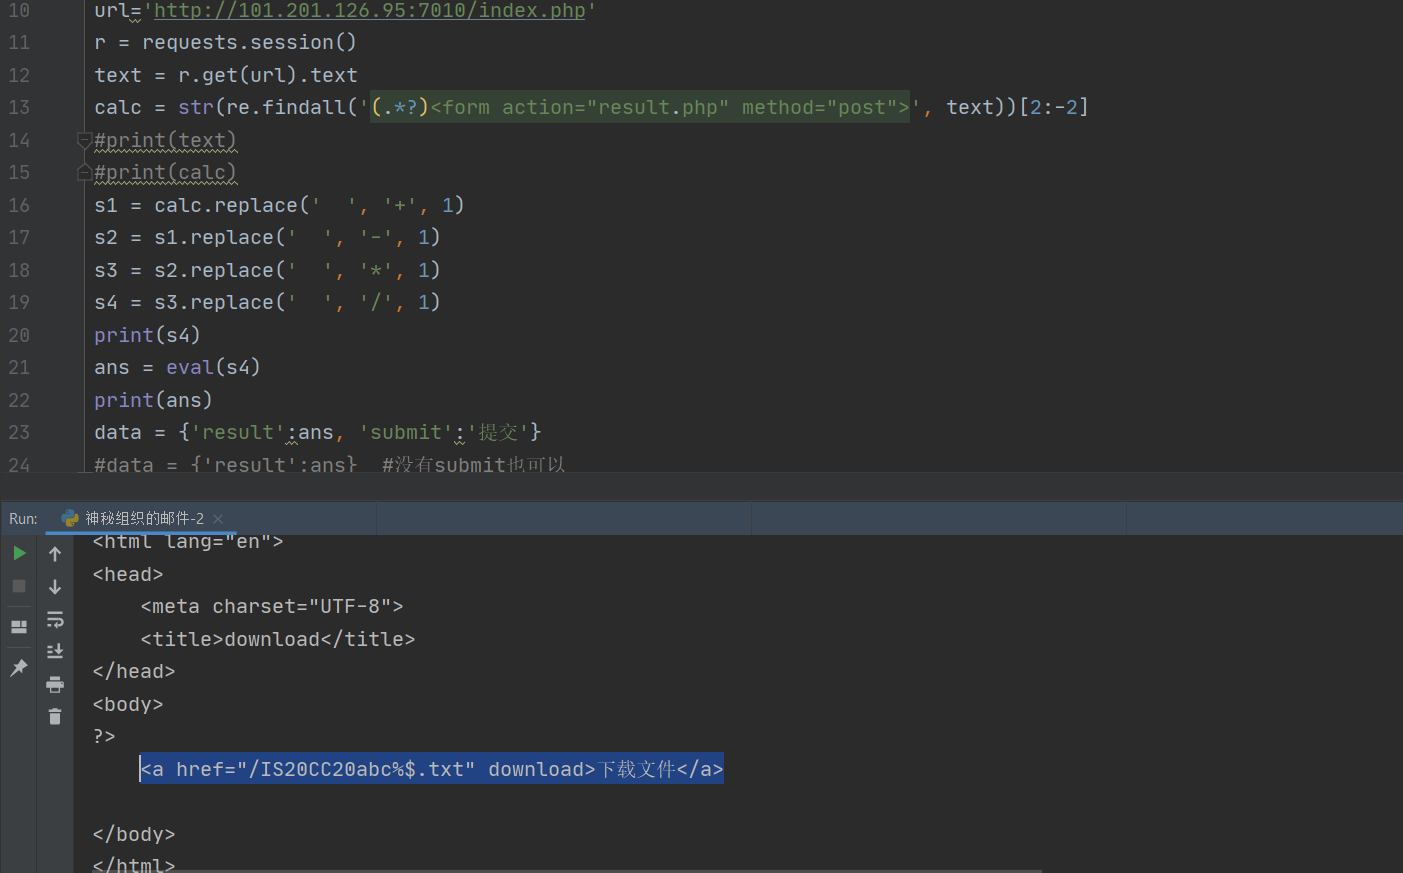 10 url='http://101.201.126.95:7010/index.php'
11 r = requests.session()
12 text = r.get(url).text
13 calc = str(re.findall('(.*?)<form action="result.php" method="post">', text))[2:-2]
14 #print(text)
15 #print(calc)
16 s1 = calc.replace('  ', '+', 1)
17 s2 = s1.replace('  ', '-', 1)
18 s3 = s2.replace('  ', '*', 1)
19 s4 = s3.replace('  ', '/', 1)
20 print(s4)
21 ans = eval(s4)
22 print(ans)
23 data = {'result':ans, 'submit':'提交'}
24 #data = {'result':ans}  #没有submit也可以
Run: 神秘组织的邮件-2
<html lang="en">
<head>
    <meta charset="UTF-8">
    <title>download</title>
</head>
<body>
?>
    <a href="/IS20CC20abc%$.txt" download>下载文件</a>
</body>
</html>